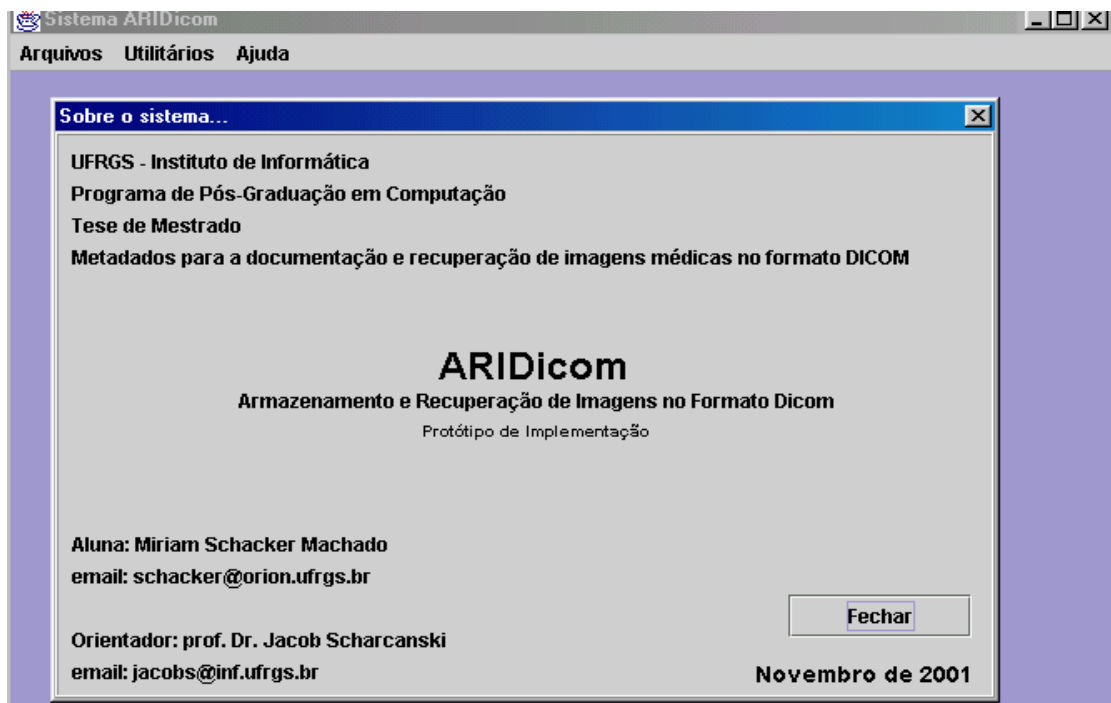 Sistema ARIDicom
Arquivos Utilitários Ajuda
Sobre o sistema...
UFRGS - Instituto de Informática
Programa de Pós-Graduação em Computação
Tese de Mestrado
Metadados para a documentação e recuperação de imagens médicas no formato DICOM
ARIDicom
Armazenamento e Recuperação de Imagens no Formato Dicom
Protótipo de Implementação
Aluna: Miriam Schacker Machado
email: schacker@orion.ufrgs.br
Fechar
Orientador: prof. Dr. Jacob Scharcanski
email: jacobs@inf.ufrgs.br
Novembro de 2001